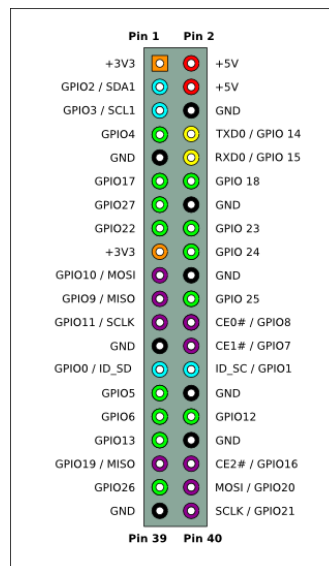 Pin 1 Pin 2
+3V3 +5V
GPIO2 / SDA1 +5V
GPIO3 / SCL1 GND
GPIO4 TXD0 / GPIO 14
GND RXD0 / GPIO 15
GPIO17 GPIO 18
GPIO27 GND
GPIO22 GPIO 23
+3V3 GPIO 24
GPIO10 / MOSI GND
GPIO9 / MISO GPIO 25
GPIO11 / SCLK CE0# / GPIO8
GND CE1# / GPIO7
GPIO0 / ID_SD ID_SC / GPIO1
GPIO5 GND
GPIO6 GPIO12
GPIO13 GND
GPIO19 / MISO CE2# / GPIO16
GPIO26 MOSI / GPIO20
GND SCLK / GPIO21
Pin 39 Pin 40